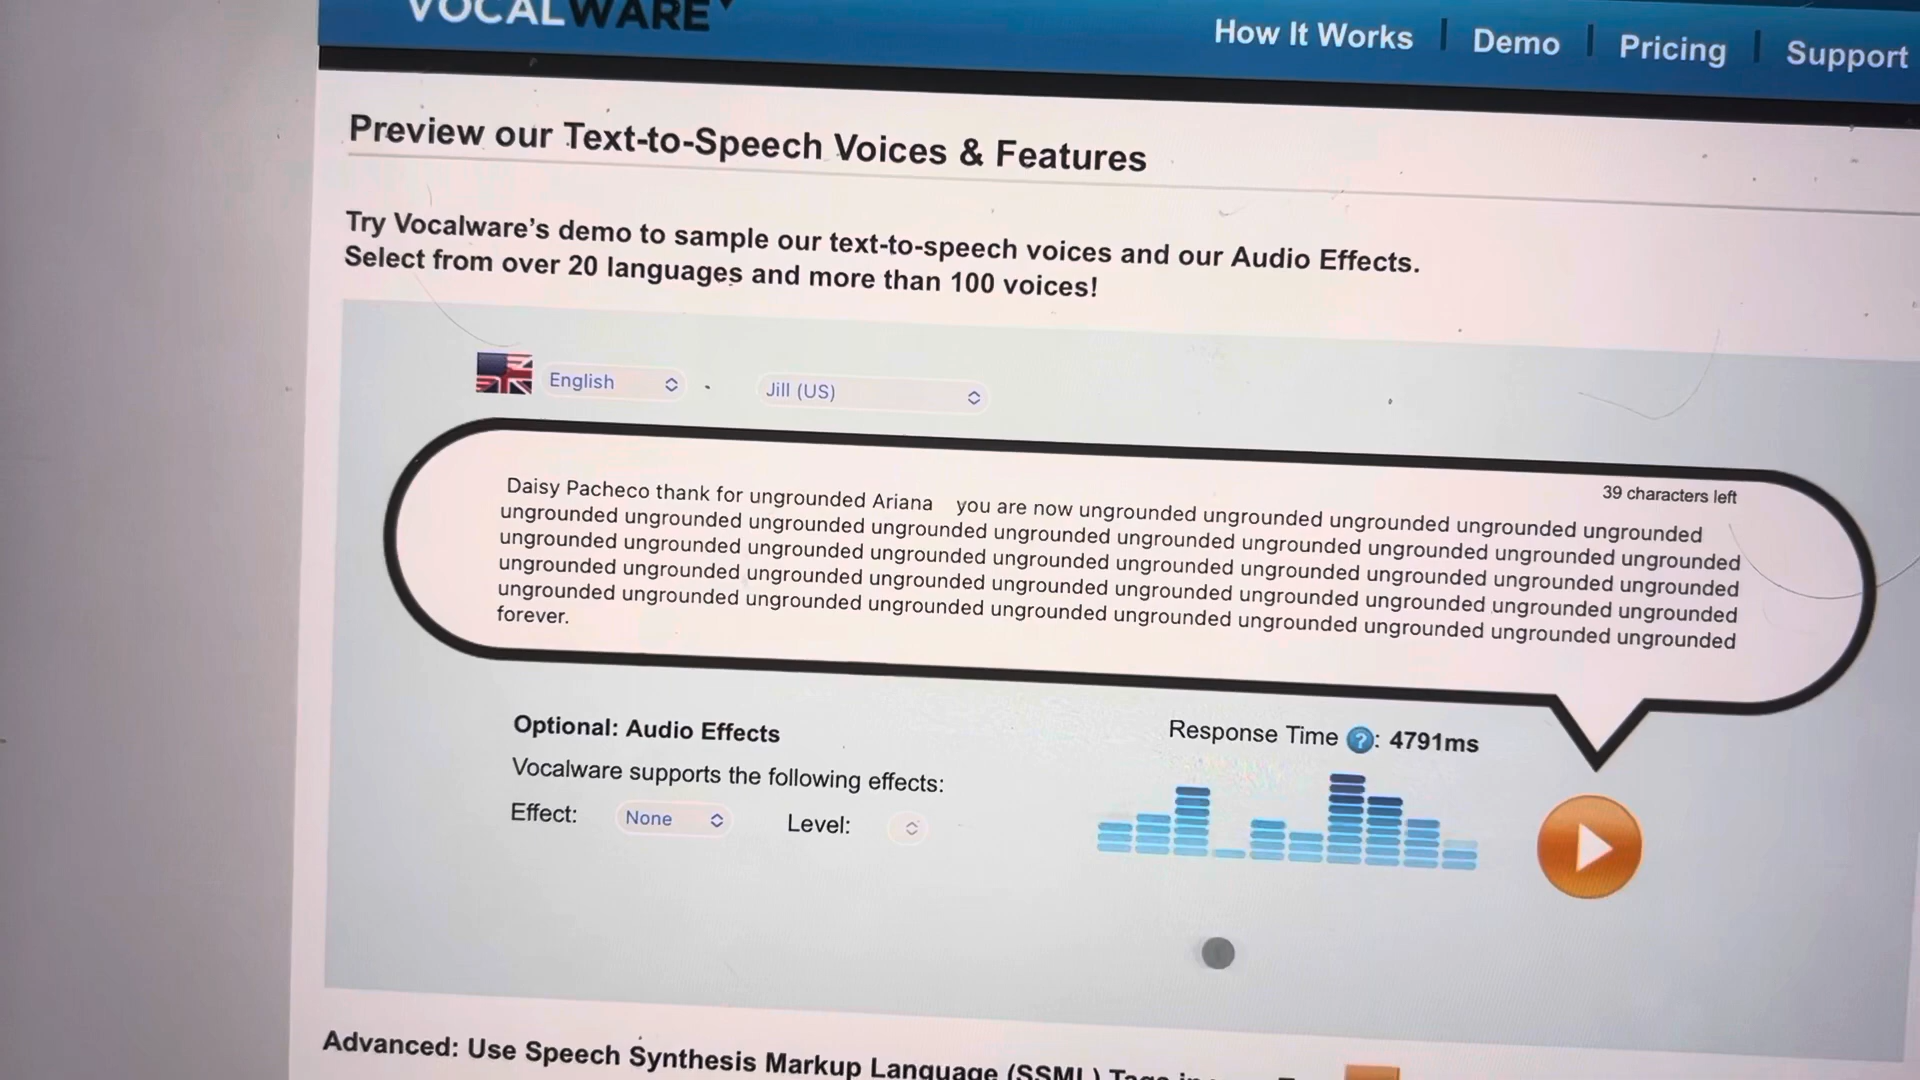 VOCALWARE
How It Works Demo Pricing Support
Preview our Text-to-Speech Voices & Features
Try Vocalware's demo to sample our text-to-speech voices and our Audio Effects.
Select from over 20 languages and more than 100 voices!
English Jill (US)
39 characters left
Daisy Pacheco thank for ungrounded Ariana you are now ungrounded ungrounded ungrounded ungrounded ungrounded
ungrounded ungrounded ungrounded ungrounded ungrounded ungrounded ungrounded ungrounded ungrounded ungrounded
ungrounded ungrounded ungrounded ungrounded ungrounded ungrounded ungrounded ungrounded ungrounded ungrounded
ungrounded ungrounded ungrounded ungrounded ungrounded ungrounded ungrounded ungrounded ungrounded ungrounded
ungrounded ungrounded ungrounded ungrounded ungrounded ungrounded ungrounded ungrounded ungrounded ungrounded
forever.
Optional: Audio Effects
Response Time ?: 4791ms
Vocalware supports the following effects:
Effect: None Level:
Advanced: Use Speech Synthesis Markup Language (SSML) Tags in